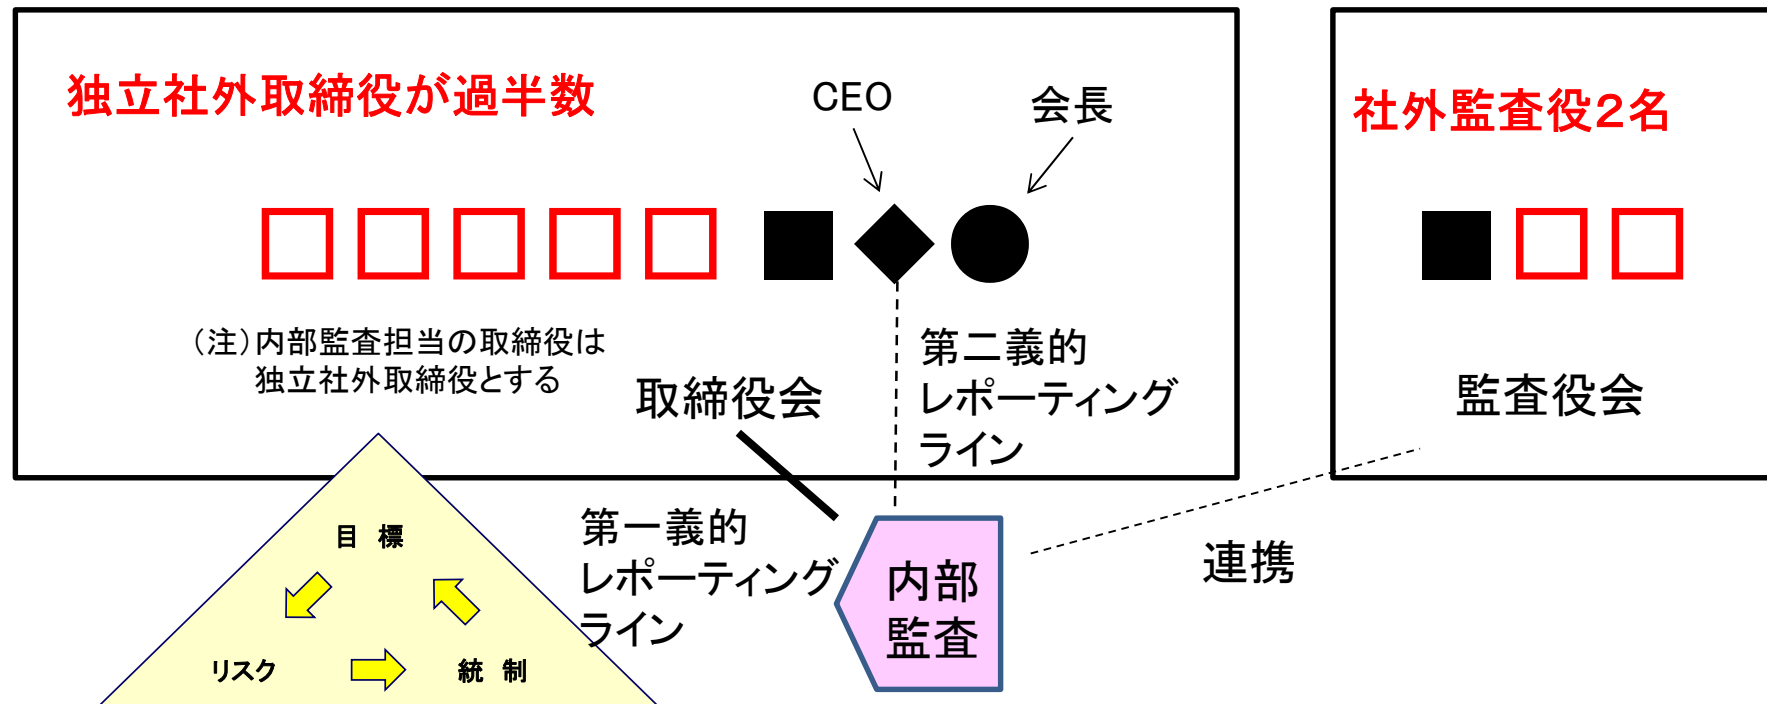 独立社外取締役が過半数
CEO
会長
社外監査役2名
(注)内部監査担当の取締役は
独立社外取締役とする
取締役会
第二義的
レポーティング
ライン
監査役会
目 標
リスク
統 制
第一義的
レポーティング
ライン
内部
監査
連携